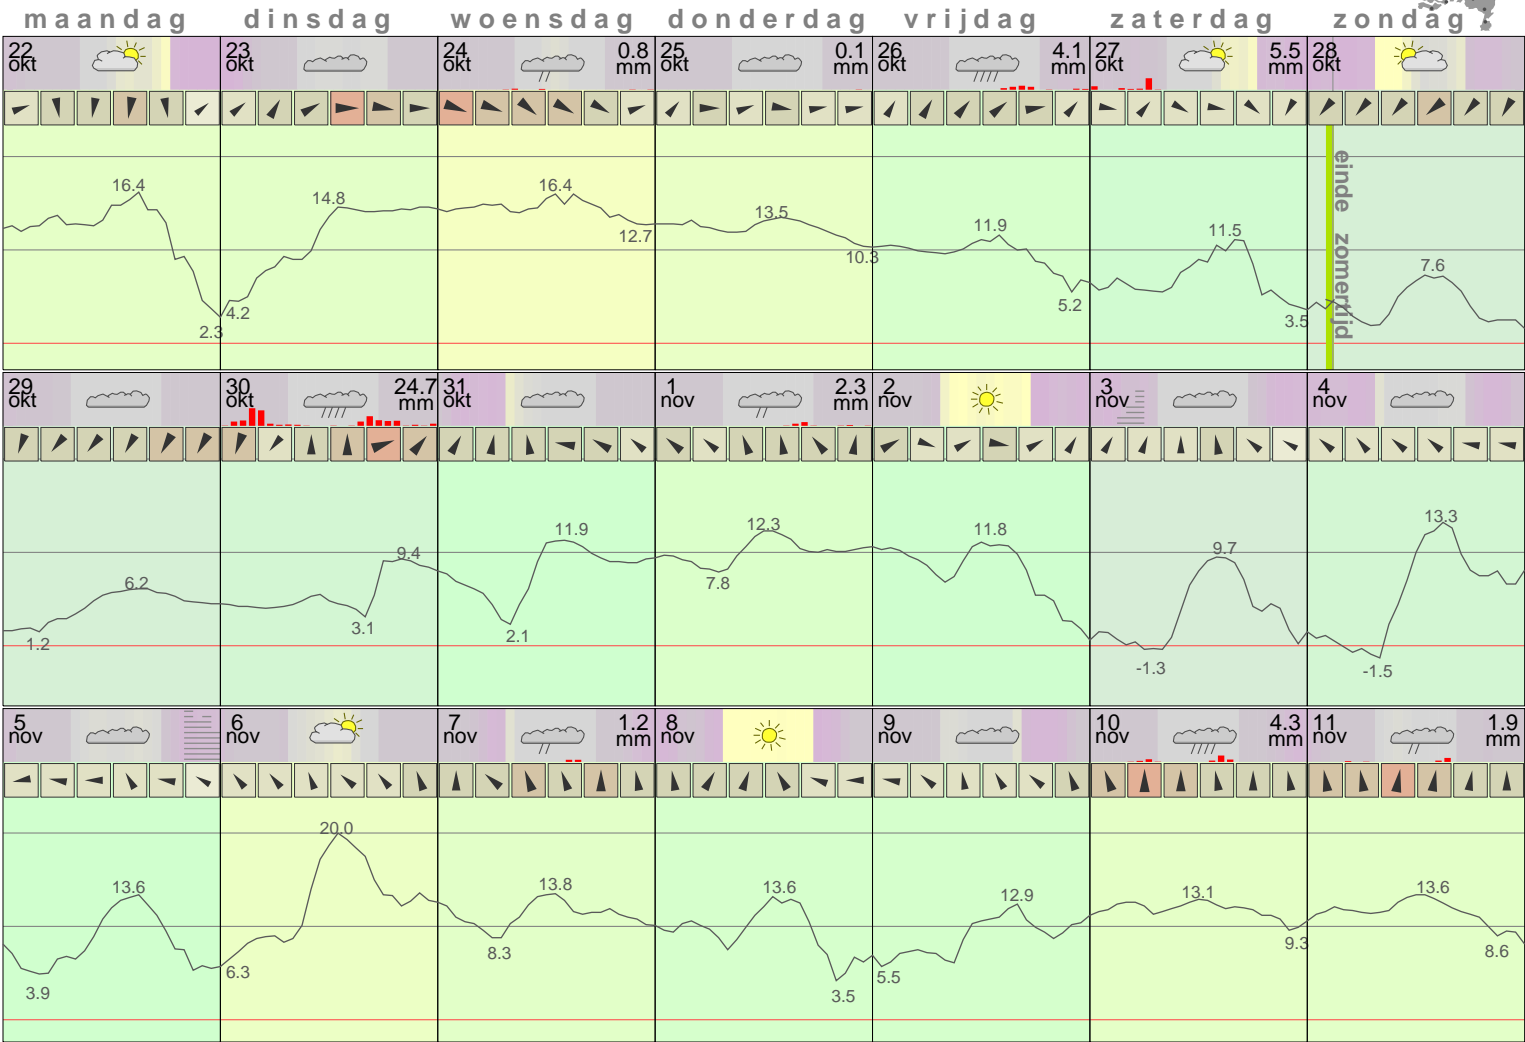 maandag dinsdag woensdag donderdag vrijdag zaterdag zondag
22 okt
23 okt
24 okt 0.8 mm
25 okt 0.1 mm
26 okt 4.1 mm
27 okt 5.5 mm
28 okt
16.4
2.3
4.2
14.8
16.4
12.7
13.5
10.3
11.9
5.2
11.5
3.5
einde zomertijd
7.6
29 okt
30 okt 24.7 mm
31 okt
1 nov 2.3 mm
2 nov
3 nov
4 nov
1.2
6.2
3.1
9.4
2.1
11.9
7.8
12.3
11.8
-1.3
9.7
-1.5
13.3
5 nov
6 nov
7 nov 1.2 mm
8 nov
9 nov
10 nov 4.3 mm
11 nov 1.9 mm
3.9
13.6
6.3
20.0
8.3
13.8
13.6
3.5
5.5
12.9
13.1
9.3
13.6
8.6